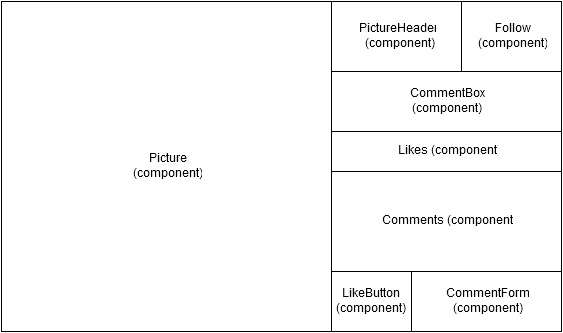 Picture
(component)
PictureHeader
(component)
Follow
(component)
CommentBox
(component)
Likes (component
Comments (component
LikeButton
(component)
CommentForm
(component)